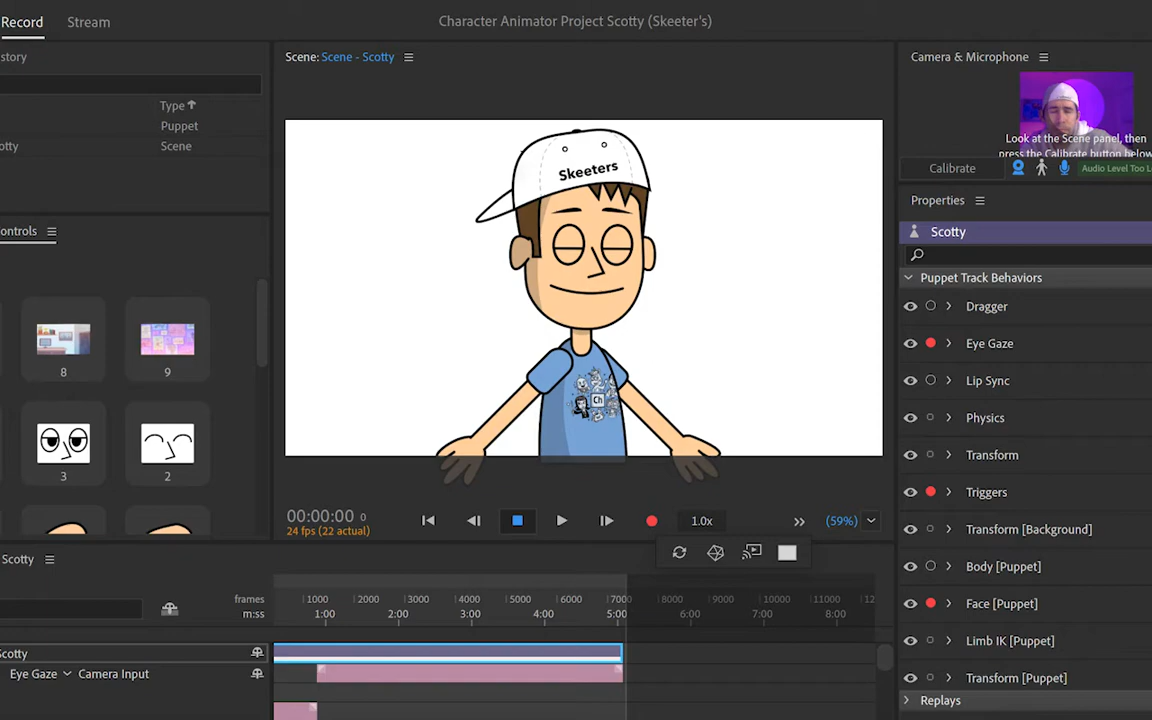 Record
Stream
Character Animator Project Scotty (Skeeter's)
story
Scene: Scene - Scotty
Camera & Microphone
Type
Puppet
otty
Scene
Look at the Scene panel, then
press the Calibrate button below
Calibrate
Audio Level Too L
Properties
Skeeters
ontrols
Scotty
Puppet Track Behaviors
Dragger
Eye Gaze
8
9
Lip Sync
Ch
Physics
3
2
Transform
Triggers
00:00:00 0
24 fps (22 actual)
1.0x
(59%)
Transform [Background]
Scotty
Body [Puppet]
frames
1000 2000 3000 4000 5000 6000 7000 8000 9000 10000 11000 12
m:ss
1:00 2:00 3:00 4:00 5:00 6:00 7:00 8:00
Face [Puppet]
Limb IK [Puppet]
Scotty
Eye Gaze Camera Input
Transform [Puppet]
Replays